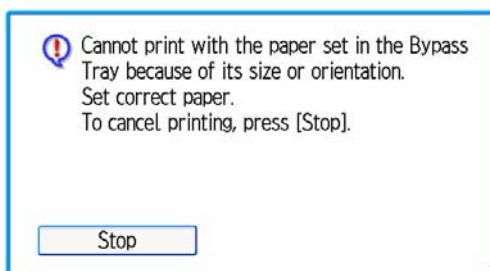 Cannot print with the paper set in the Bypass
Tray because of its size or orientation.
Set correct paper.
To cancel printing, press [Stop].
Stop